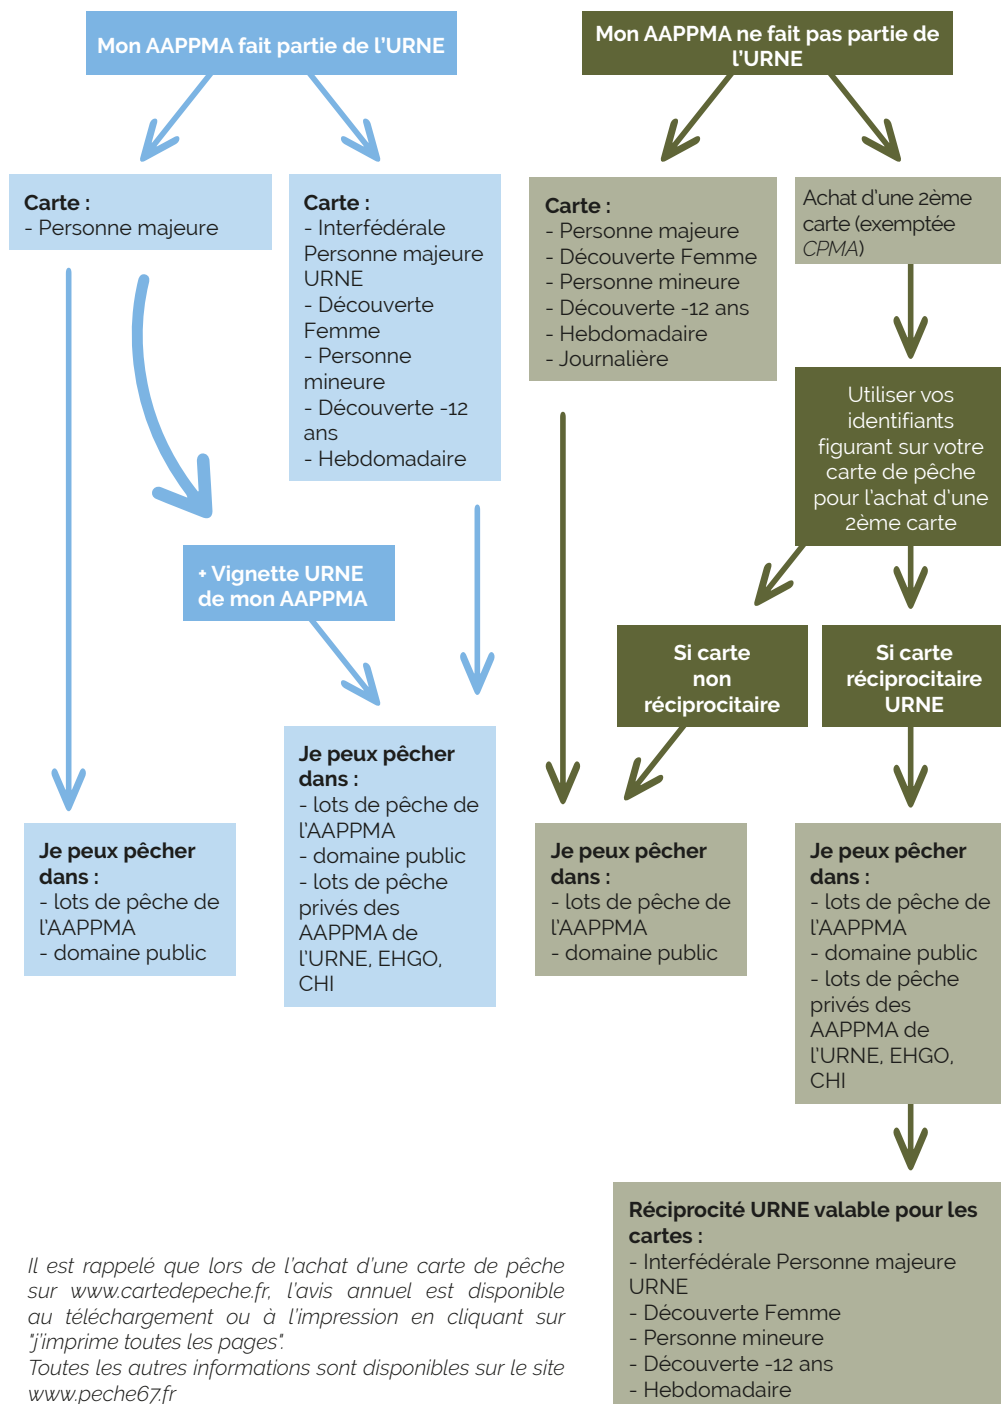 Mon AAPPMA fait partie de l'URNE
Mon AAPPMA ne fait pas partie de
l'URNE
Carte :
- Personne majeure
Carte :
- Interfédérale
Personne majeure
URNE
- Découverte
Femme
- Personne
mineure
- Découverte -12
ans
- Hebdomadaire
Carte :
- Personne majeure
- Découverte Femme
- Personne mineure
- Découverte -12 ans
- Hebdomadaire
- Journalière
Achat d'une 2ème
carte (exemptée
CPMA)
Utiliser vos
identifiants
figurant sur votre
carte de pêche
pour l'achat d'une
2ème carte
+ Vignette URNE
de mon AAPPMA
Si carte
non
réciprocitaire
Si carte
réciprocitaire
URNE
Je peux pêcher
dans :
- lots de pêche de
l'AAPPMA
- domaine public
Je peux pêcher
dans :
- lots de pêche de
l'AAPPMA
- domaine public
- lots de pêche
privés des
AAPPMA de
l'URNE, EHGO,
CHI
Je peux pêcher
dans :
- lots de pêche de
l'AAPPMA
- domaine public
Je peux pêcher
dans :
- lots de pêche de
l'AAPPMA
- domaine public
- lots de pêche
privés des
AAPPMA de
l'URNE, EHGO,
CHI
Réciprocité URNE valable pour les
cartes :
- Interfédérale Personne majeure
URNE
- Découverte Femme
- Personne mineure
- Découverte -12 ans
- Hebdomadaire
Il est rappelé que lors de l'achat d'une carte de pêche
sur www.cartedepeche.fr, l'avis annuel est disponible
au téléchargement ou à l'impression en cliquant sur
"j'imprime toutes les pages".
Toutes les autres informations sont disponibles sur le site
www.peche67.fr